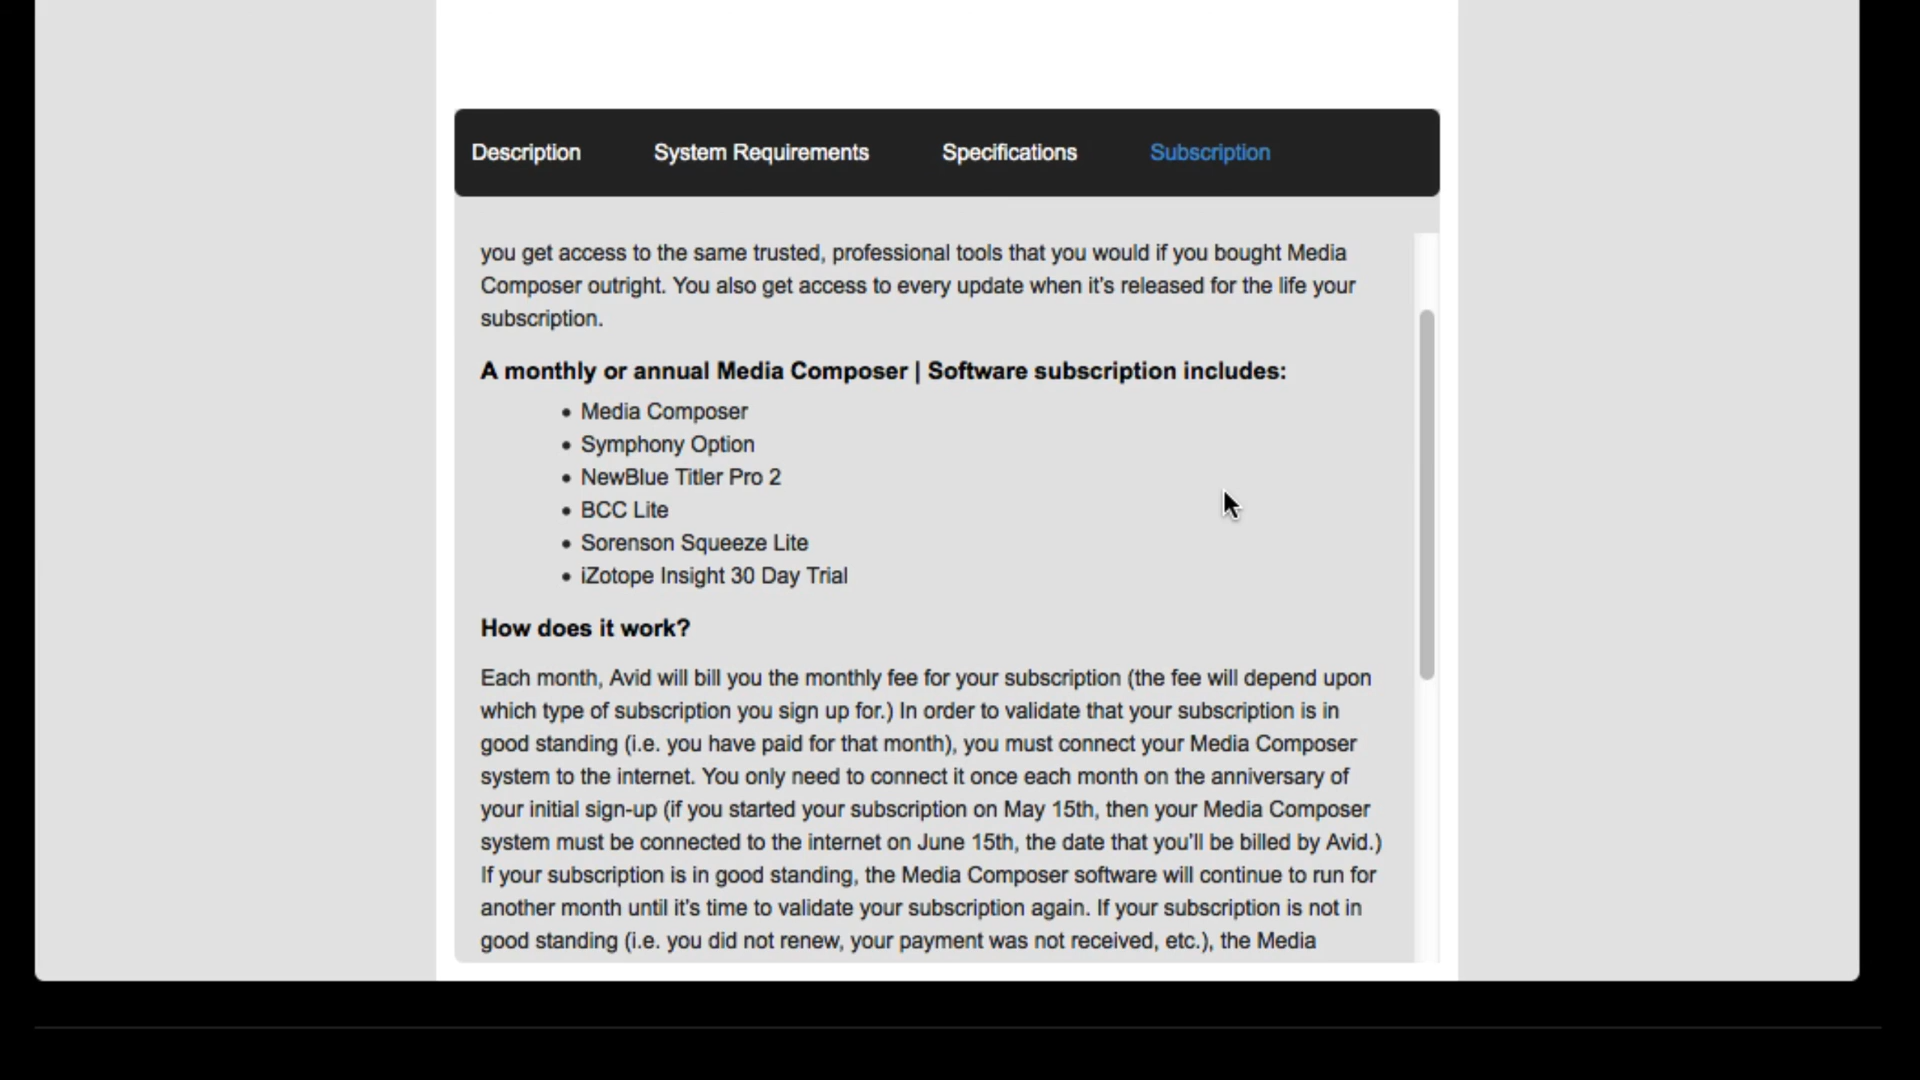 Description System Requirements Specifications Subscription
you get access to the same trusted, professional tools that you would if you bought Media
Composer outright. You also get access to every update when it's released for the life your
subscription.
A monthly or annual Media Composer | Software subscription includes:
• Media Composer
• Symphony Option
• NewBlue Titler Pro 2
• BCC Lite
• Sorenson Squeeze Lite
• iZotope Insight 30 Day Trial
How does it work?
Each month, Avid will bill you the monthly fee for your subscription (the fee will depend upon
which type of subscription you sign up for.) In order to validate that your subscription is in
good standing (i.e. you have paid for that month), you must connect your Media Composer
system to the internet. You only need to connect it once each month on the anniversary of
your initial sign-up (if you started your subscription on May 15th, then your Media Composer
system must be connected to the internet on June 15th, the date that you'll be billed by Avid.)
If your subscription is in good standing, the Media Composer software will continue to run for
another month until it's time to validate your subscription again. If your subscription is not in
good standing (i.e. you did not renew, your payment was not received, etc.), the Media